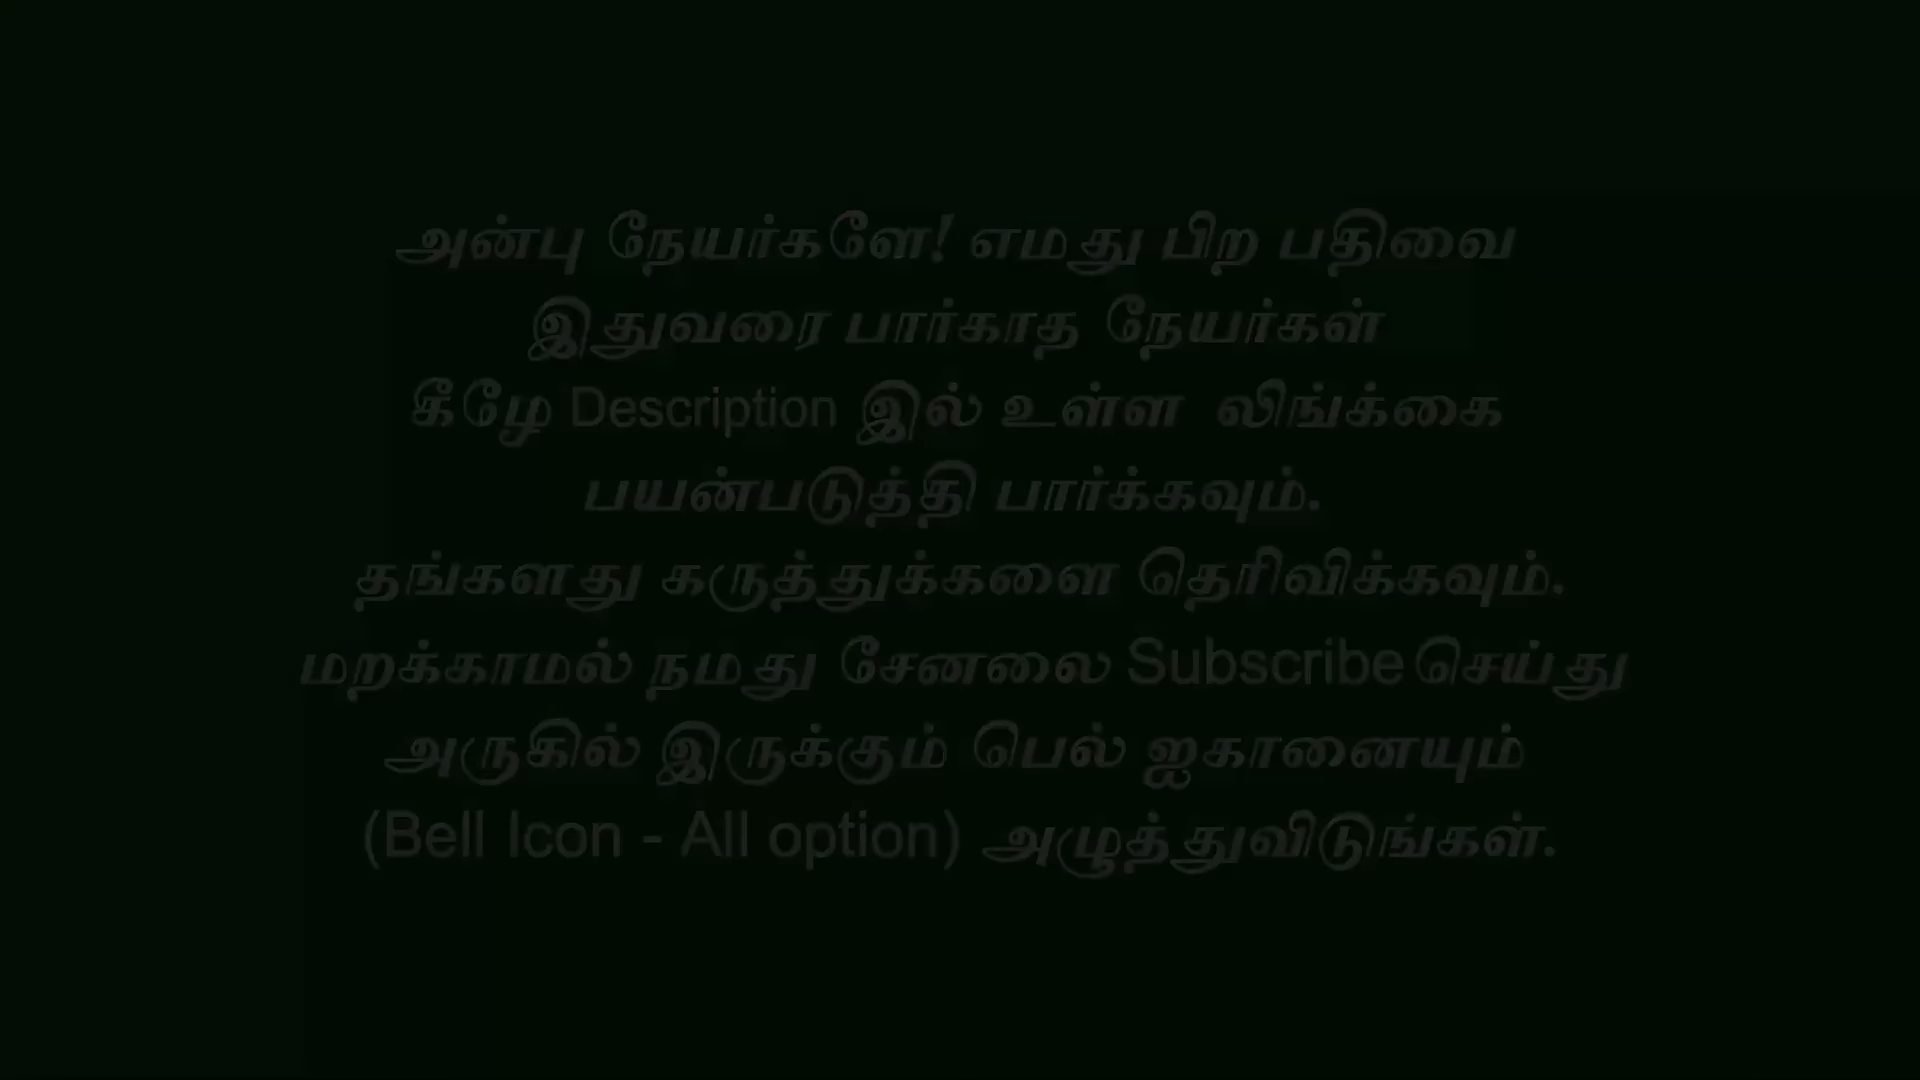 அன்பு நேயர்களே! எமது பிற பதிவை
இதுவரை பார்காத நேயர்கள்
கீழே Description இல் உள்ள லிங்க்கை
பயன்படுத்தி பார்க்கவும்.
தங்களது கருத்துக்களை தெரிவிக்கவும்.
மறக்காமல் நமது சேனலை Subscribe செய்து
அருகில் இருக்கும் பெல் ஐகானையும்
(Bell Icon - All option) அழுத்துவிடுங்கள்.